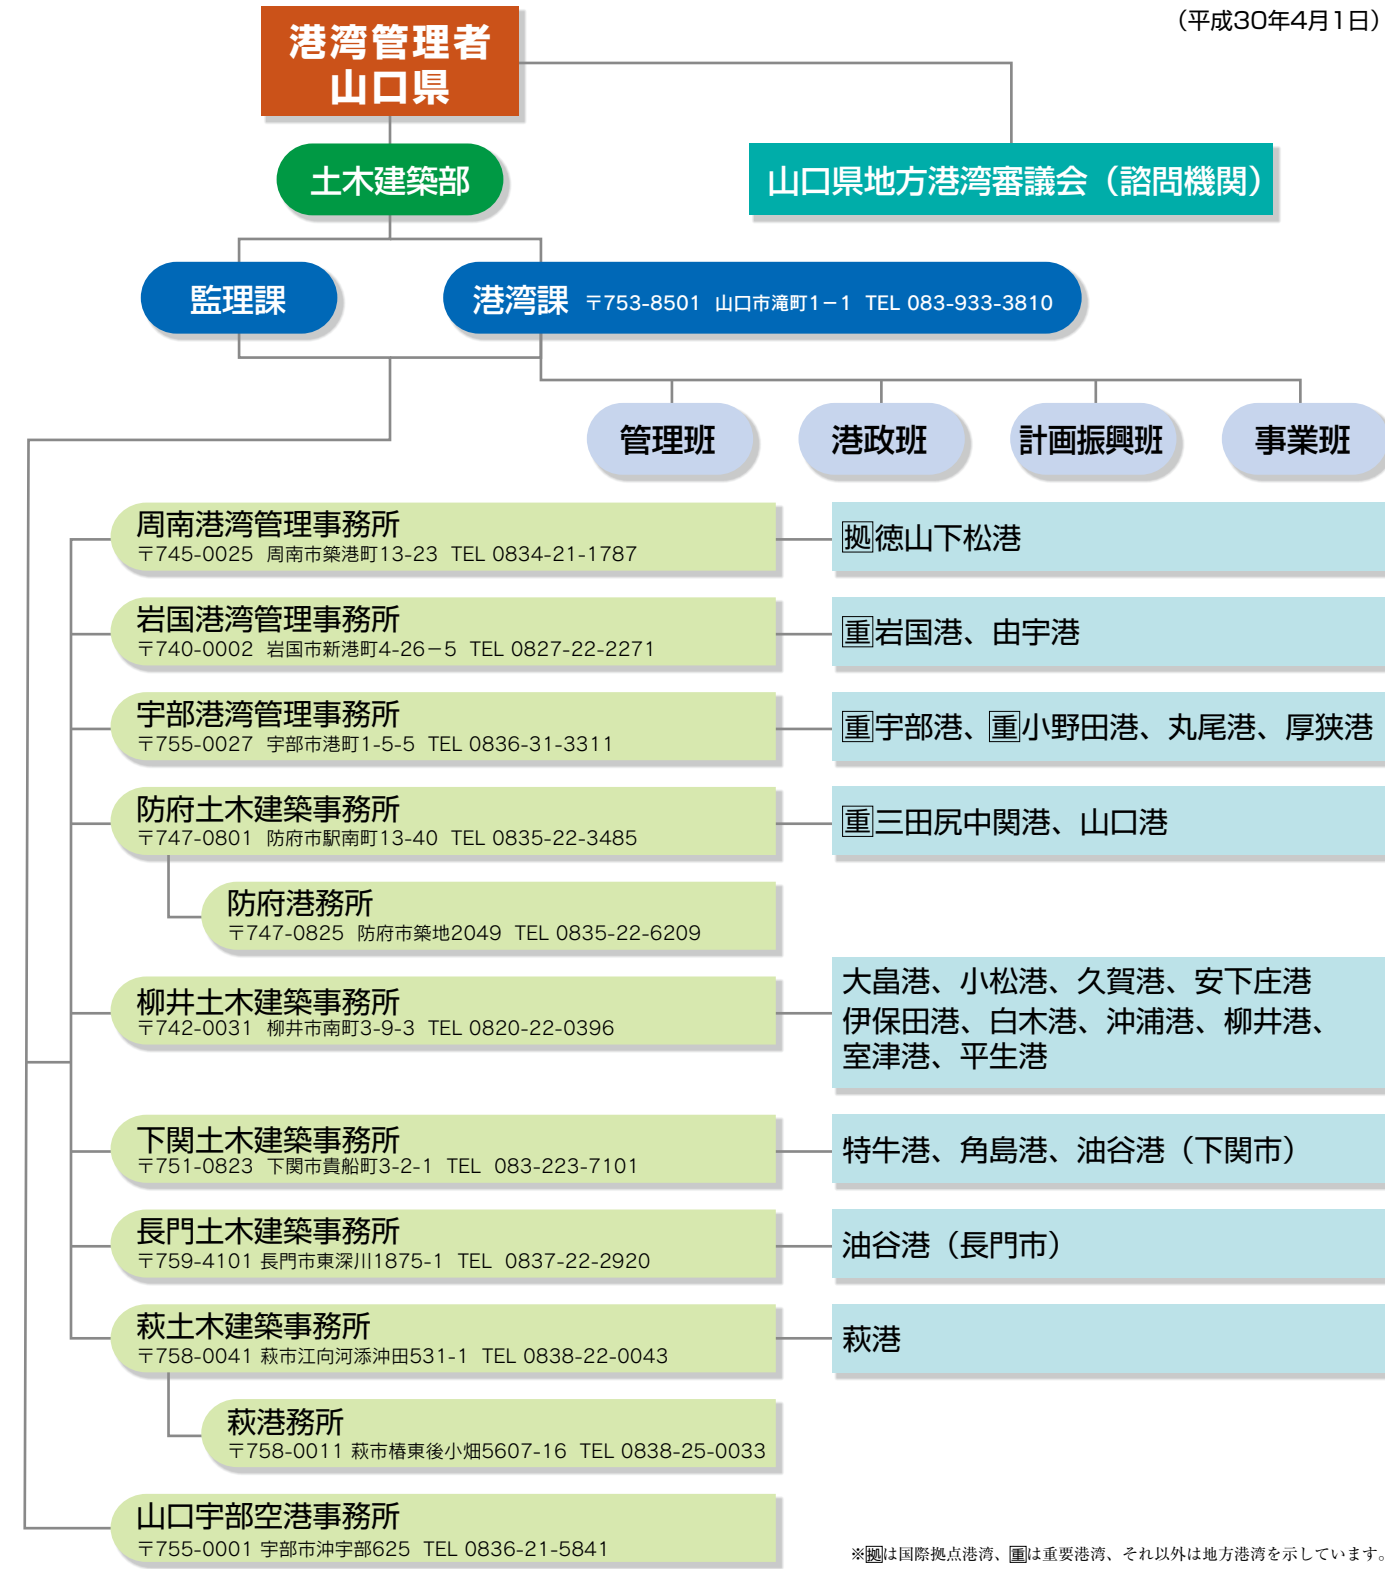 （平成30年4月1日）
港湾管理者
山口県
土木建築部
山口県地方港湾審議会（諮問機関）
監理課
港湾課 〒753-8501 山口市滝町1－1 TEL 083-933-3810
管理班
港政班
計画振興班
事業班
周南港湾管理事務所
〒745-0025 周南市築港町13-23 TEL 0834-21-1787
拠徳山下松港
岩国港湾管理事務所
〒740-0002 岩国市新港町4-26－5 TEL 0827-22-2271
重岩国港、由宇港
宇部港湾管理事務所
〒755-0027 宇部市港町1-5-5 TEL 0836-31-3311
重宇部港、重小野田港、丸尾港、厚狭港
防府土木建築事務所
〒747-0801 防府市駅南町13-40 TEL 0835-22-3485
重三田尻中関港、山口港
防府港務所
〒747-0825 防府市築地2049 TEL 0835-22-6209
柳井土木建築事務所
〒742-0031 柳井市南町3-9-3 TEL 0820-22-0396
大畠港、小松港、久賀港、安下庄港
伊保田港、白木港、沖浦港、柳井港、
室津港、平生港
下関土木建築事務所
〒751-0823 下関市貴船町3-2-1 TEL 083-223-7101
特牛港、角島港、油谷港（下関市）
長門土木建築事務所
〒759-4101 長門市東深川1875-1 TEL 0837-22-2920
油谷港（長門市）
萩土木建築事務所
〒758-0041 萩市江向河添沖田531-1 TEL 0838-22-0043
萩港
萩港務所
〒758-0011 萩市椿東後小畑5607-16 TEL 0838-25-0033
山口宇部空港事務所
〒755-0001 宇部市沖宇部625 TEL 0836-21-5841
※拠は国際拠点港湾、重は重要港湾、それ以外は地方港湾を示しています。